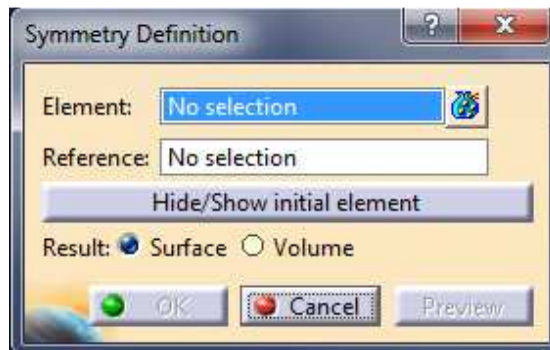 Symmetry Definition ? X
Element: No selection
Reference: No selection
Hide/Show initial element
Result: Surface Volume
OK Cancel Preview